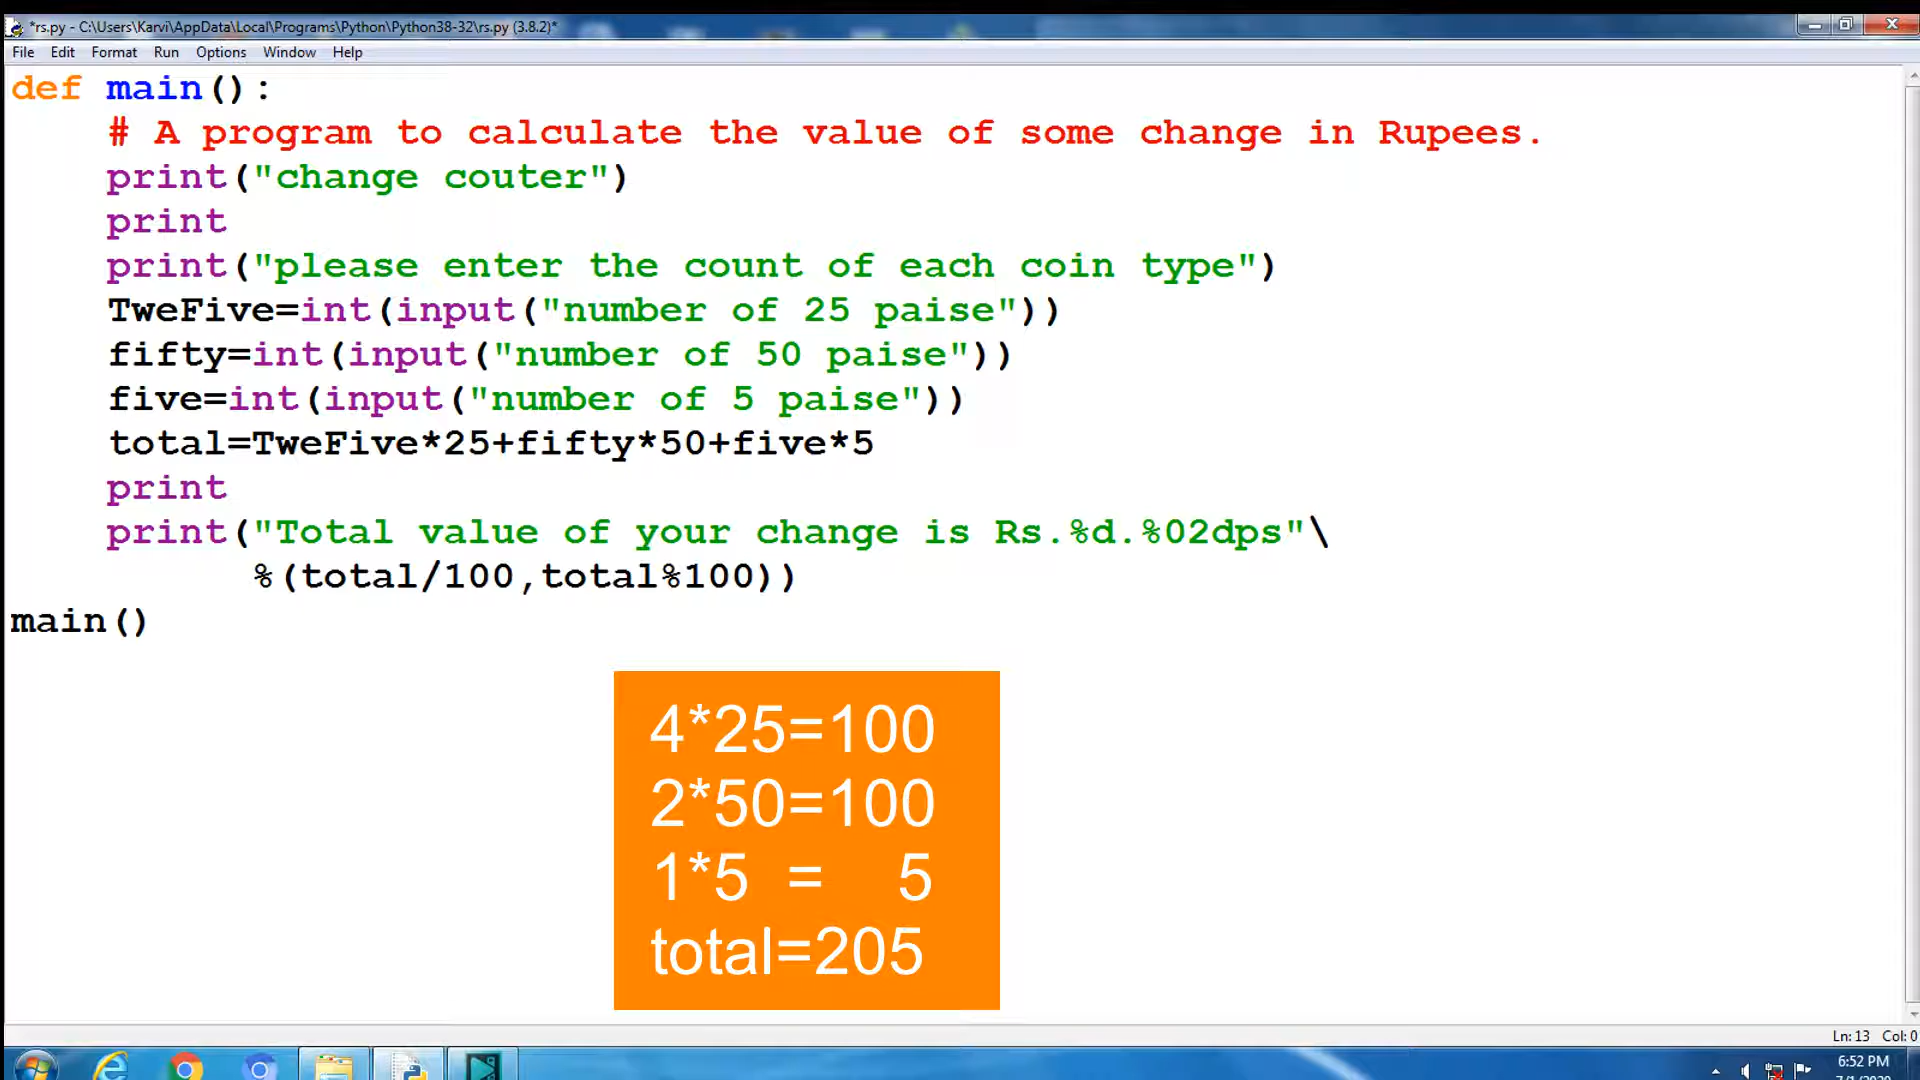 *rs.py - C:\Users\Karvi\AppData\Local\Programs\Python\Python38-32\rs.py (3.8.2)*
File Edit Format Run Options Window Help
def main():
    # A program to calculate the value of some change in Rupees.
    print("change couter")
    print
    print("please enter the count of each coin type")
    TweFive=int(input("number of 25 paise"))
    fifty=int(input("number of 50 paise"))
    five=int(input("number of 5 paise"))
    total=TweFive*25+fifty*50+five*5
    print
    print("Total value of your change is Rs.%d.%02dps"\
          %(total/100,total%100))
main()
4*25=100
2*50=100
1*5 = 5
total=205
Ln: 13 Col: 0
6:52 PM